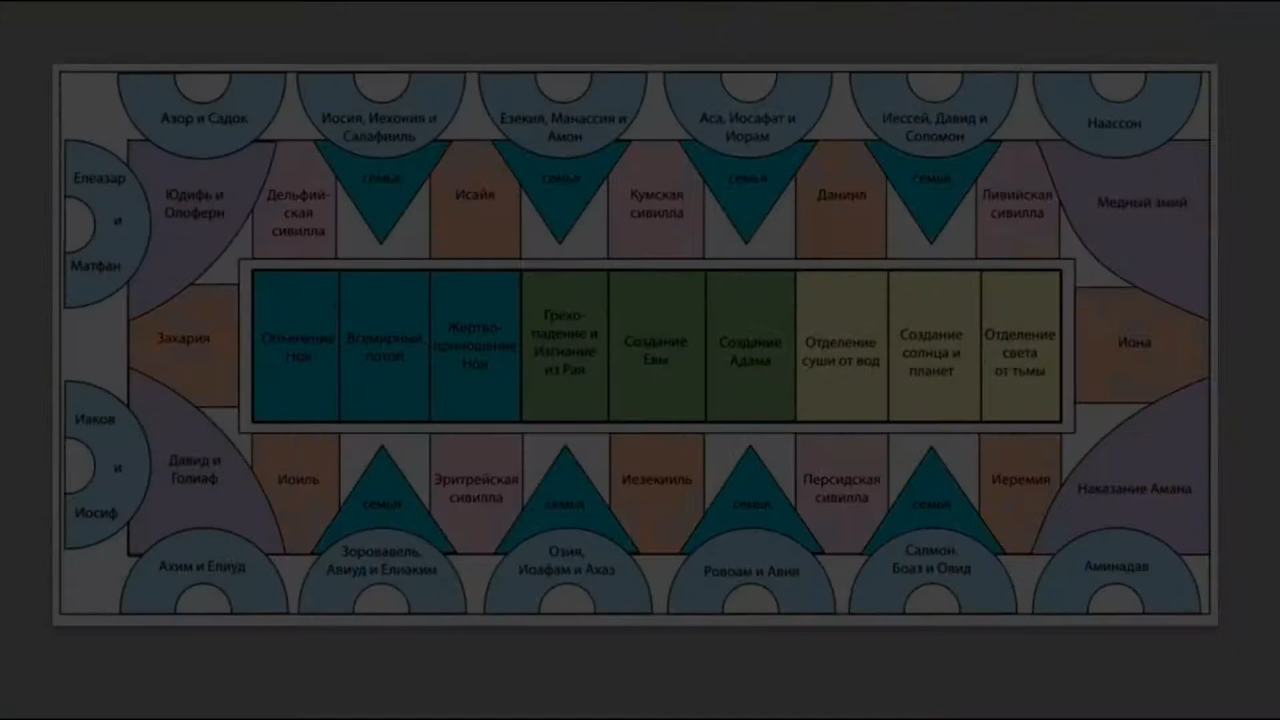 Азор и Садок
Иосия, Иехония и
Салафииль
Езекия, Манассия и
Амон
Аса, Иосафат и
Иорам
Иессей, Давид и
Соломон
Наассон
Елеазар
и
Матфан
Юдифь и
Олоферн
Дельфий-
ская
сивилла
семья
Исайя
семья
Кумская
сивилла
семья
Даниил
семья
Ливийская
сивилла
Медный змий
Захария
Опьянение
Ноя
Всемирный
потоп
Жертво-
приношение
Ноя
Грехо-
падение и
Изгнание
из Рая
Создание
Евы
Создание
Адама
Отделение
суши от вод
Создание
солнца и
планет
Отделение
света
от тьмы
Иона
Иаков
и
Иосиф
Давид и
Голиаф
Иоиль
семья
Эритрейская
сивилла
семья
Иезекииль
семья
Персидская
сивилла
семья
Иеремия
Наказание Амана
Ахим и Елиуд
Зоровавель,
Авиуд и Елиаким
Озия,
Иоафам и Ахаз
Ровоам и Авия
Салмон,
Боаз и Овид
Аминадав